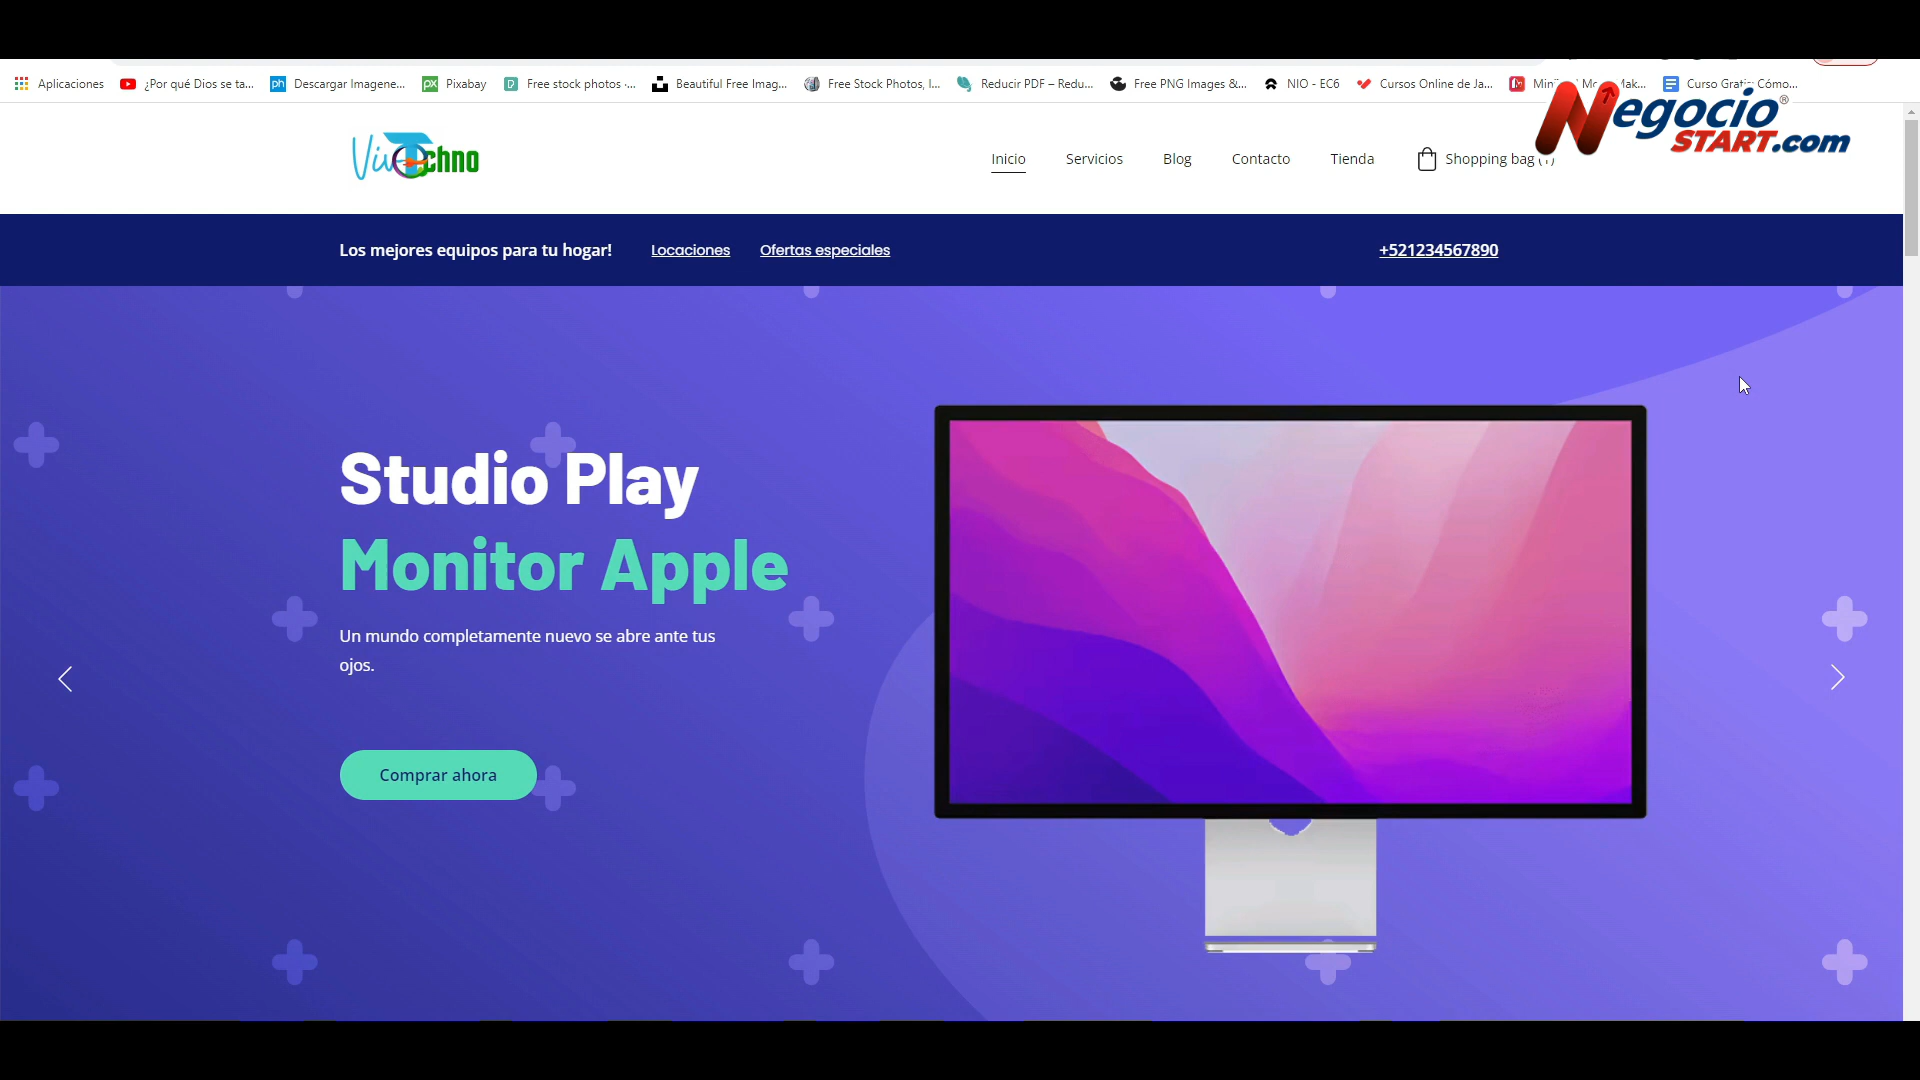 Aplicaciones
¿Por qué Dios se ta...
Descargar Imagene...
Pixabay
Free stock photos ·...
Beautiful Free Imag...
Free Stock Photos, I...
Reducir PDF – Redu...
Free PNG Images &...
NIO - EC6
Cursos Online de Ja...
Curso Gratis: Cómo...
Negocio®
START.com
Inicio
Servicios
Blog
Contacto
Tienda
Shopping bag (1)
Los mejores equipos para tu hogar!
Locaciones
Ofertas especiales
+521234567890
Studio Play
Monitor Apple
Un mundo completamente nuevo se abre ante tus
ojos.
Comprar ahora